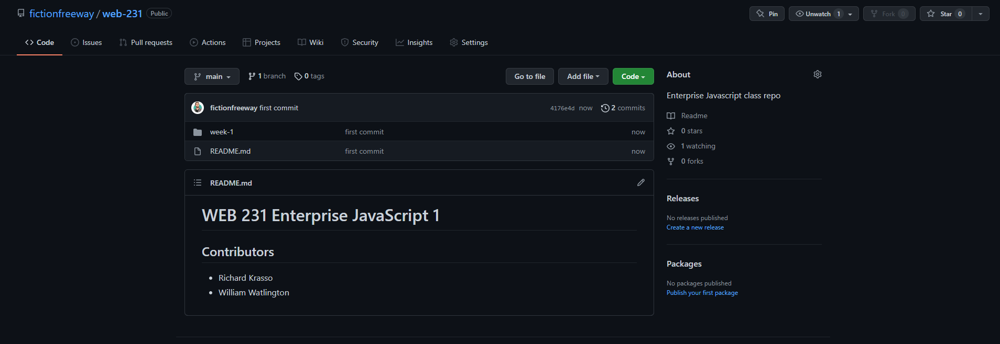 fictionfreeway / web-231 Public
Pin Unwatch 1 Fork 0 Star 0
Code Issues Pull requests Actions Projects Wiki Security Insights Settings
main 1 branch 0 tags Go to file Add file Code
fictionfreeway first commit 4176e4d now 2 commits
week-1 first commit now
README.md first commit now
README.md
WEB 231 Enterprise JavaScript 1
Contributors
• Richard Krasso
• William Watlington
About
Enterprise Javascript class repo
Readme
0 stars
1 watching
0 forks
Releases
No releases published
Create a new release
Packages
No packages published
Publish your first package